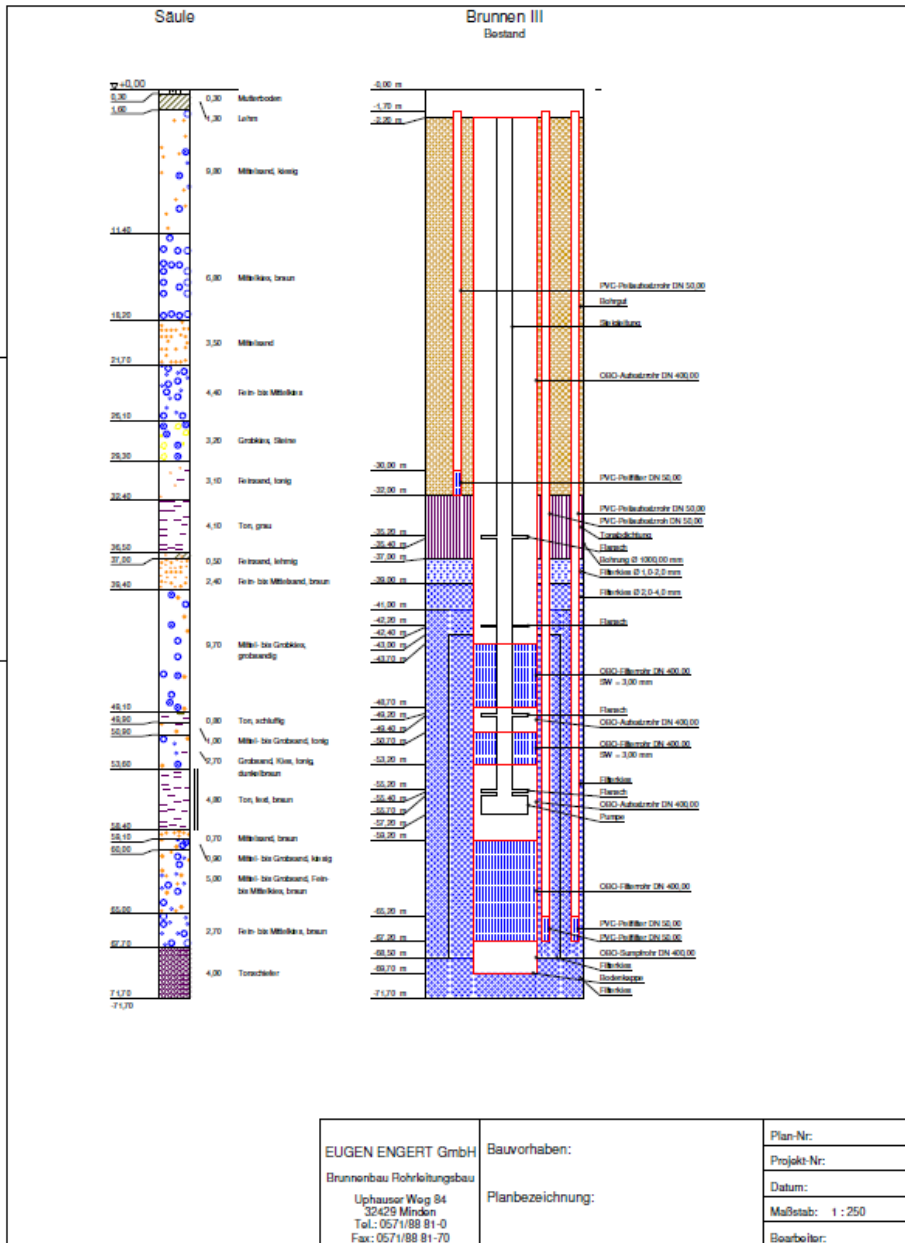 Säule
Brunnen III
Bestand
+0,00
0,30
1,60
11,40
18,20
21,70
26,10
29,30
32,40
36,50
37,00
39,40
49,10
49,90
50,90
53,60
58,40
59,10
60,00
65,00
67,70
71,70
-71,70
0,30 Mutterboden
1,30 Lehm
9,80 Mittelsand, kiesig
6,80 Mittelkies, braun
3,50 Mittelsand
4,40 Fein- bis Mittelkies
3,20 Grobkies, Steine
3,10 Feinsand, tonig
4,10 Ton, grau
0,50 Feinsand, lehmig
2,40 Fein- bis Mittelsand, braun
9,70 Mittel- bis Grobkies,
grobsandig
0,80 Ton, schluffig
1,00 Mittel- bis Grobsand, tonig
2,70 Grobsand, Kies, tonig,
dunkelbraun
4,80 Ton, fest, braun
0,70 Mittelsand, braun
0,90 Mittel- bis Grobsand, kiesig
5,00 Mittel- bis Grobsand, Fein-
bis Mittelkies, braun
2,70 Fein- bis Mittelkies, braun
4,00 Tonschiefer
-0,00 m
-1,70 m
-2,20 m
-30,00 m
-32,00 m
-35,20 m
-35,40 m
-37,00 m
-39,00 m
-41,00 m
-42,20 m
-42,40 m
-43,00 m
-43,70 m
-48,70 m
-49,20 m
-49,40 m
-50,70 m
-53,20 m
-55,20 m
-55,40 m
-55,70 m
-57,20 m
-59,20 m
-65,20 m
-67,20 m
-68,50 m
-69,70 m
-71,70 m
PVC-Peilaufsatzrohr DN 50,00
Bohrgut
Steigleitung
OBO-Aufsatzrohr DN 400,00
PVC-Peilfilter DN 50,00
PVC-Peilaufsatzrohr DN 50,00
PVC-Peilaufsatzrohr DN 50,00
Tonabdichtung
Flansch
Bohrung Ø 1000,00 mm
Filterkies Ø 1,0-2,0 mm
Filterkies Ø 2,0-4,0 mm
Flansch
OBO-Filterrohr DN 400,00
SW = 3,00 mm
Flansch
OBO-Aufsatzrohr DN 400,00
OBO-Filterrohr DN 400,00
SW = 3,00 mm
Filterkies
Flansch
OBO-Aufsatzrohr DN 400,00
Pumpe
OBO-Filterrohr DN 400,00
PVC-Peilfilter DN 50,00
PVC-Peilfilter DN 50,00
OBO-Sumpfrohr DN 400,00
Filterkies
Bodenkappe
Filterkies
EUGEN ENGERT GmbH
Brunnenbau Rohrleitungsbau
Uphauser Weg 84
32429 Minden
Tel.: 0571/88 81-0
Fax: 0571/88 81-70
Bauvorhaben:
Planbezeichnung:
Plan-Nr:
Projekt-Nr:
Datum:
Maßstab: 1 : 250
Bearbeiter: